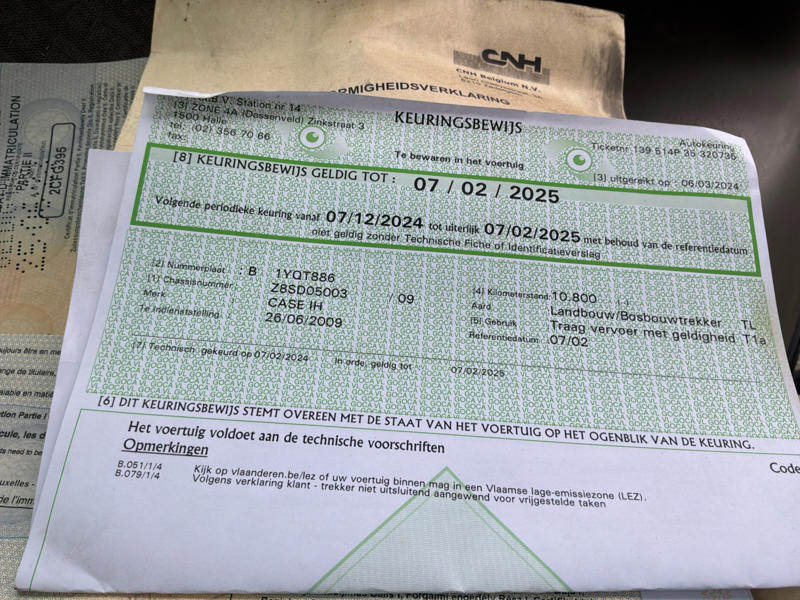 CNH
CNH Belgium N.V.
RMIGHEIDSVERKLARING
B.V. Station nr. 14
[3] ZONE 4A (Dassenveld) Zinkstraat 3
1500 Halle
tel: (02) 356 70 66
fax:
KEURINGSBEWIJS
Te bewaren in het voertuig
Autokeuring
Ticketnr 139 S14P 35 320735
[3] uitgereikt op : 06/03/2024
[8] KEURINGSBEWIJS GELDIG TOT : 07 / 02 / 2025
Volgende periodieke keuring vanaf 07/12/2024 tot uiterlijk 07/02/2025 met behoud van de referentiedatum
niet geldig zonder Technische Fiche of Identificatieverslag
[2] Nummerplaat : B 1YQT886
[1] Chassisnummer : Z8SD05003 / 09
Merk : CASE IH
1e Indienststelling : 26/06/2009
[4] Kilometerstand : 10.800 (-)
Aard : Landbouw/Bosbouwtrekker TL
[5] Gebruik : Traag vervoer met geldigheid T1a
Referentiedatum : 07/02
[7] Technisch gekeurd op 07/02/2024 In orde, geldig tot 07/02/2025
[6] DIT KEURINGSBEWIJS STEMT OVEREEN MET DE STAAT VAN HET VOERTUIG OP HET OGENBLIK VAN DE KEURING.
Het voertuig voldoet aan de technische voorschriften
Code
Opmerkingen
B.051/1/4 Kijk op vlaanderen.be/lez of uw voertuig binnen mag in een Vlaamse lage-emissiezone (LEZ).
B.079/1/4 Volgens verklaring klant - trekker niet uitsluitend aangewend voor vrijgestelde taken
IMMATRICULATION
PARTIE II
2CFG395